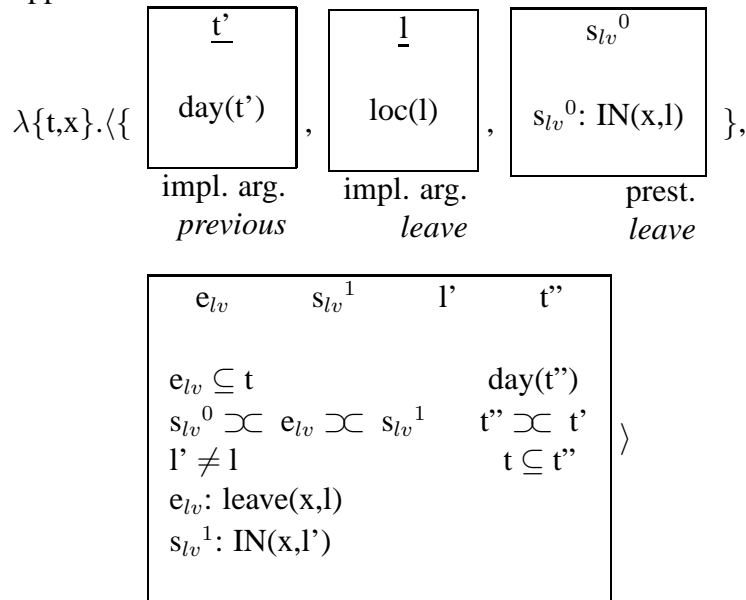 t’ l s_lv^0
λ{t,x}.⟨{ day(t’) , loc(l) , s_lv^0: IN(x,l) },
impl. arg. impl. arg. prest.
previous leave leave
e_lv s_lv^1 l’ t”
e_lv ⊆ t day(t”)
s_lv^0 ⊃⊂ e_lv ⊃⊂ s_lv^1 t” ⊃⊂ t’
l’ ≠ l t ⊆ t” ⟩
e_lv: leave(x,l)
s_lv^1: IN(x,l’)